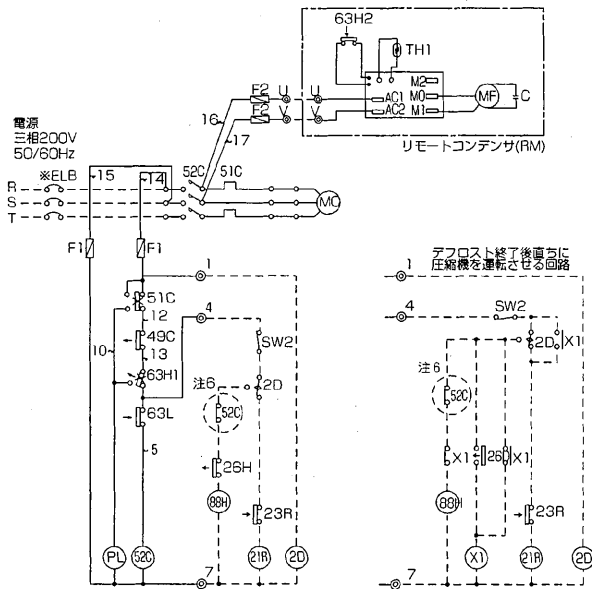 63H2
TH1
M2
F2 U U AC1 M0 MF C
F2 V V AC2 M1
16
17
リモートコンデンサ(RM)
電源
三相200V
50/60Hz
※ELB 15 14 52C 51C
R
S MC
T
F1 F1
デフロスト終了後直ちに
圧縮機を運転させる回路
1 1
51C 4 4
12 SW2 SW2
49C 2D X1
10 13 注6 2D 注6
63H1 52C 52C
63L
5 26H X1 26 X1
88H 23R 88H 23R
PL 52C 21R 2D X1 21R 2D
7 7